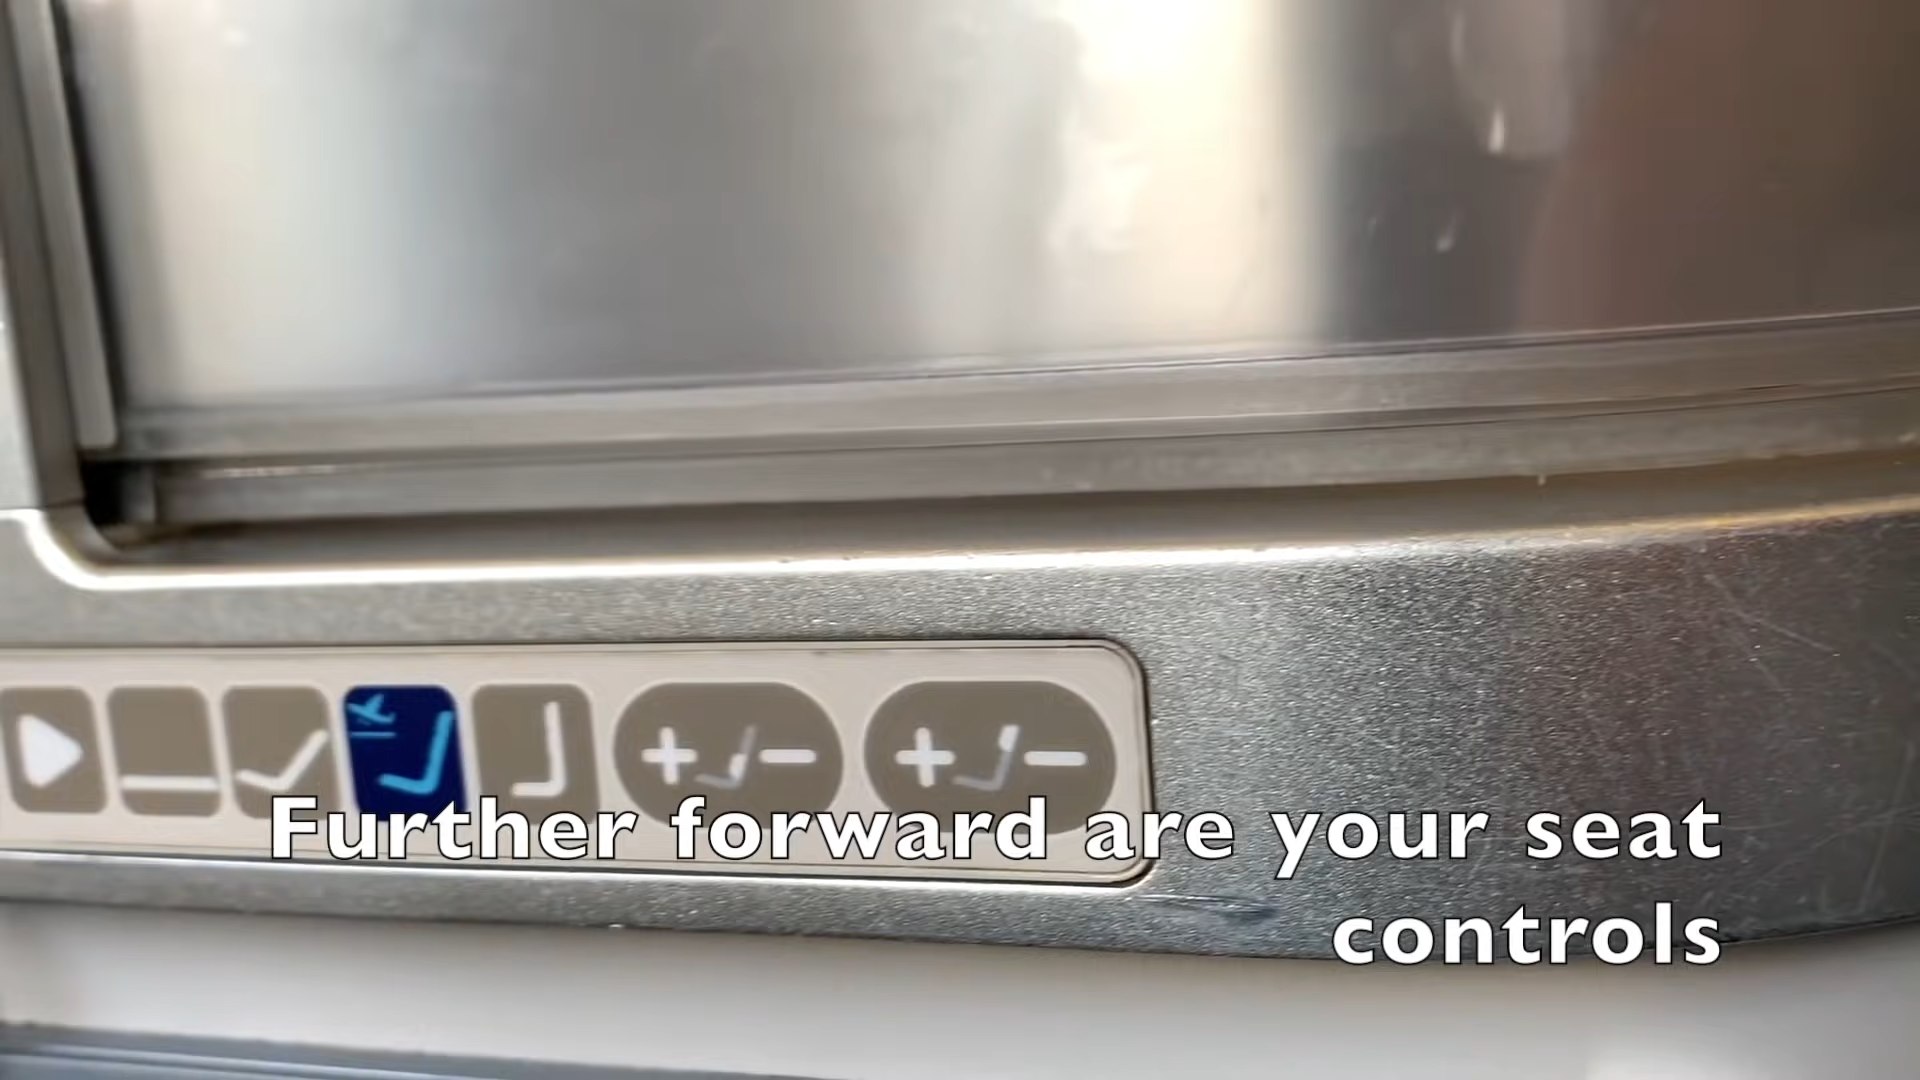 + -
+ -
Further forward are your seat
controls